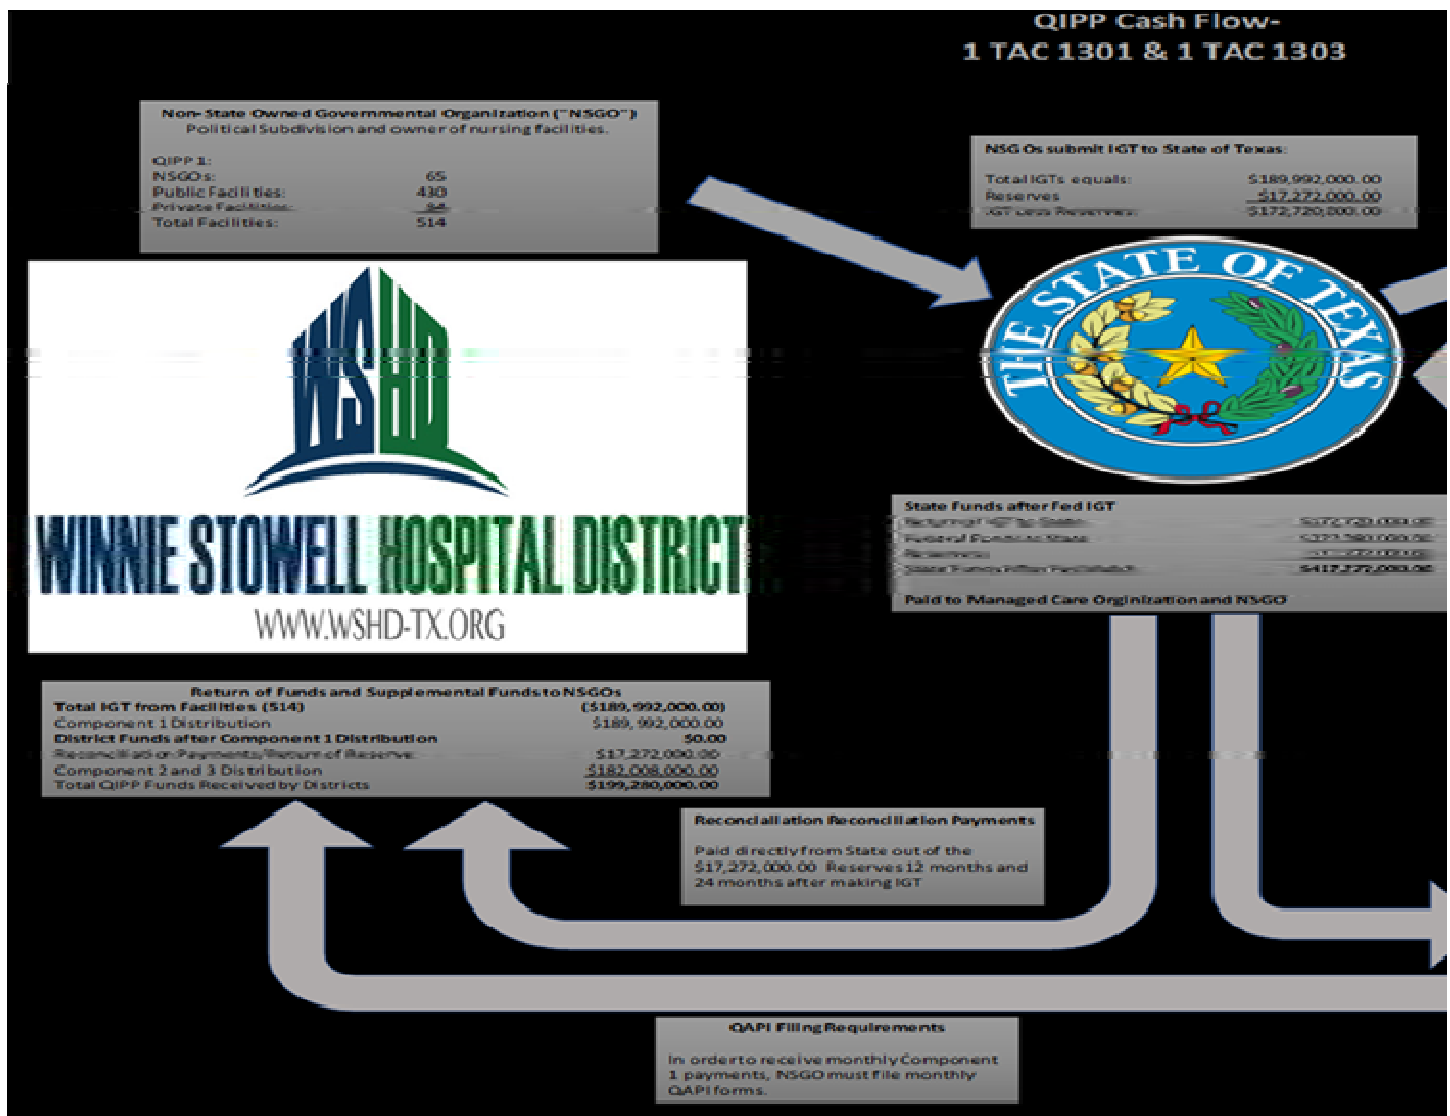 QIPP Cash Flow-
1 TAC 1301 & 1 TAC 1303
Non-State Owned Governmental Organization ("NSGO")
Political Subdivision and owner of nursing facilities.
QIPP 1:
NSGOs: 65
Public Facilities: 430
Private Facilities: 84
Total Facilities: 514
NSGOs submit IGT to State of Texas:
Total IGTs equals: $189,992,000.00
Reserves $17,272,000.00
IGT Less Reserves: $172,720,000.00
THE STATE OF TEXAS
WSHD
WINNIE STOWELL HOSPITAL DISTRICT
WWW.WSHD-TX.ORG
State Funds after Fed IGT
Reserves
$417,272,000.00
Paid to Managed Care Orginization and NSGO
Return of Funds and Supplemental Funds to NSGOs
Total IGT from Facilities (514) ($189,992,000.00)
Component 1 Distribution $189,992,000.00
District Funds after Component 1 Distribution $0.00
Reconciliation Payments/Return of Reserve $17,272,000.00
Component 2 and 3 Distribution $182,008,000.00
Total QIPP Funds Received by Districts $199,280,000.00
Reconcialiation Reconciliation Payments
Paid directly from State out of the
$17,272,000.00 Reserves 12 months and
24 months after making IGT
QAPI Filing Requirements
In order to receive monthly Component
1 payments, NSGO must file monthly
QAPI forms.